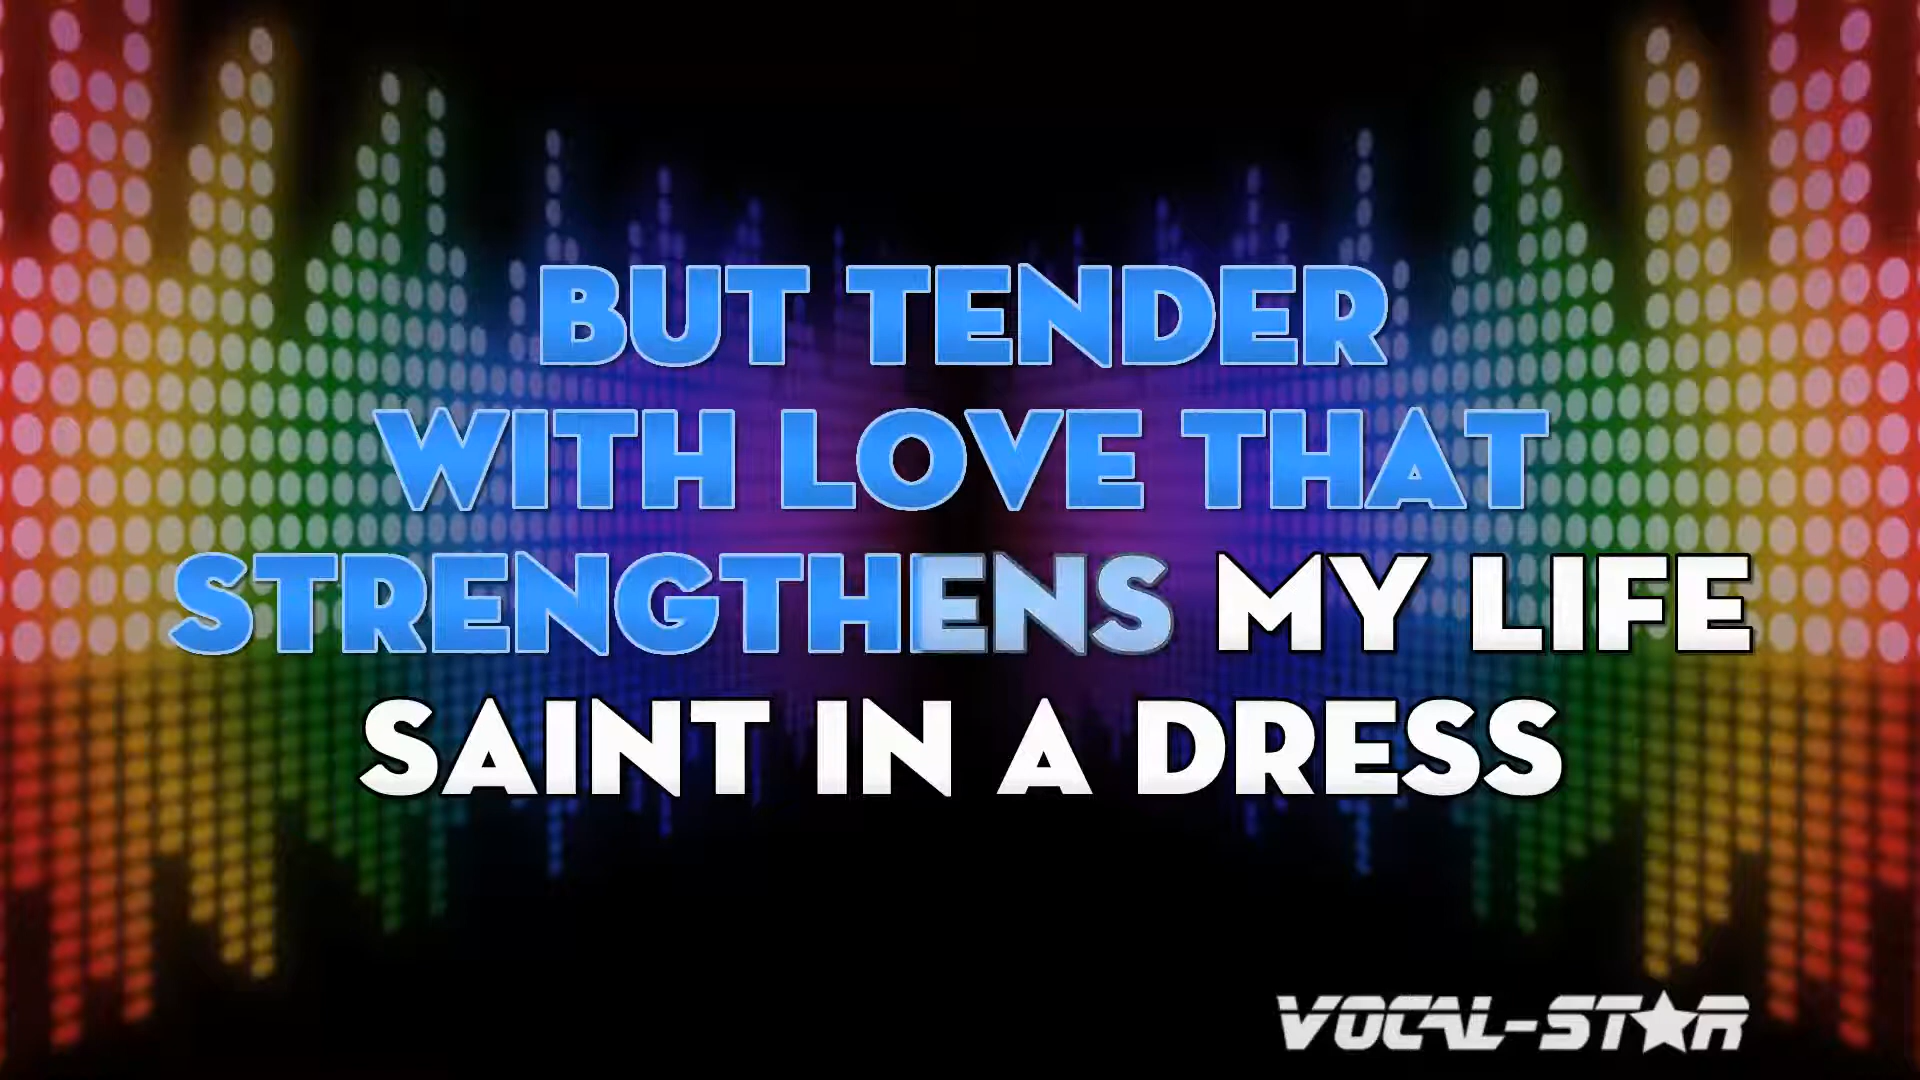 BUT TENDER
WITH LOVE THAT
STRENGTHENS MY LIFE
SAINT IN A DRESS
VOCAL-STAR